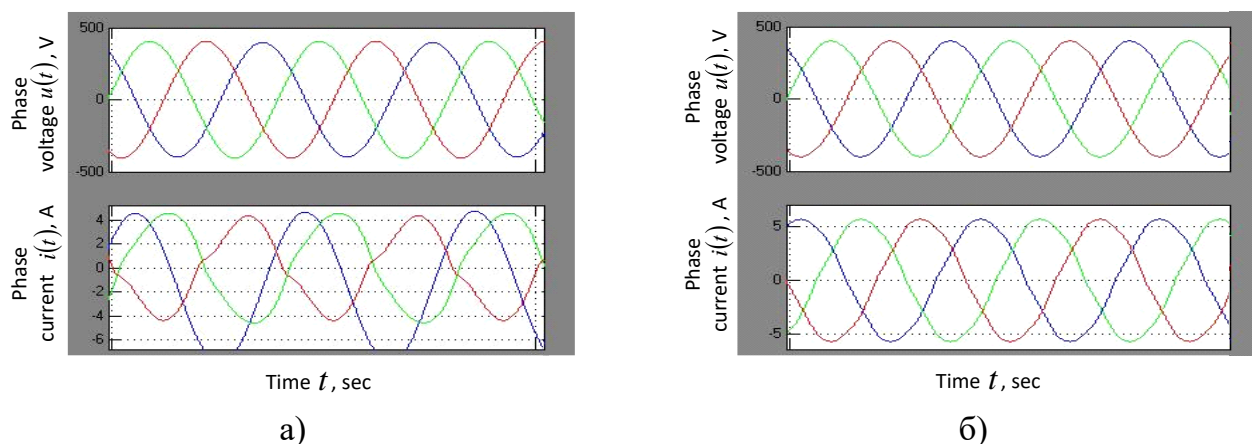 Phase
voltage u(t), V
500
0
-500
Phase
current i(t), A
4
2
0
-2
-4
-6
Time t, sec
а)
Phase
voltage u(t), V
500
0
-500
Phase
current i(t), A
5
0
-5
Time t, sec
б)